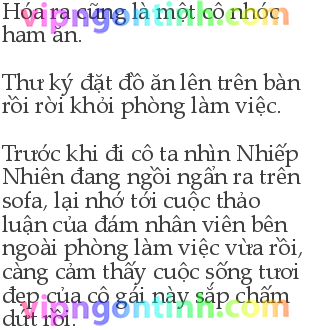 Hóa ra cũng là một cô nhóc
ham ăn.
Thư ký đặt đồ ăn lên trên bàn
rồi rời khỏi phòng làm việc.
Trước khi đi cô ta nhìn Nhiếp
Nhiên đang ngồi ngẩn ra trên
sofa, lại nhớ tới cuộc thảo
luận của đám nhân viên bên
ngoài phòng làm việc vừa rồi,
càng cảm thấy cuộc sống tươi
đẹp của cô gái này sắp chấm
dứt rồi.
vipngontinh.com
vipngontinh.com